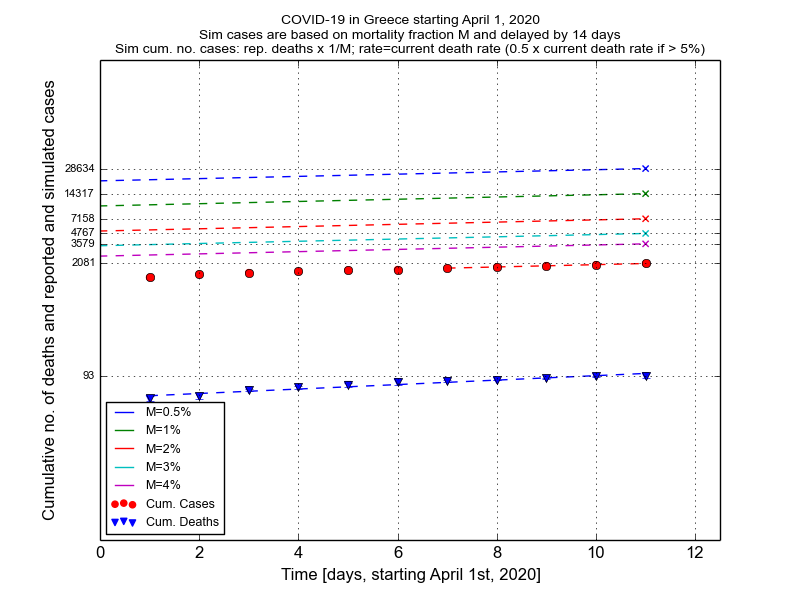 COVID-19 in Greece starting April 1, 2020
Sim cases are based on mortality fraction M and delayed by 14 days
Sim cum. no. cases: rep. deaths x 1/M; rate=current death rate (0.5 x current death rate if > 5%)
Cumulative no. of deaths and reported and simulated cases
28634
14317
7158
4767
3579
2081
93
M=0.5%
M=1%
M=2%
M=3%
M=4%
Cum. Cases
Cum. Deaths
0 2 4 6 8 10 12
Time [days, starting April 1st, 2020]